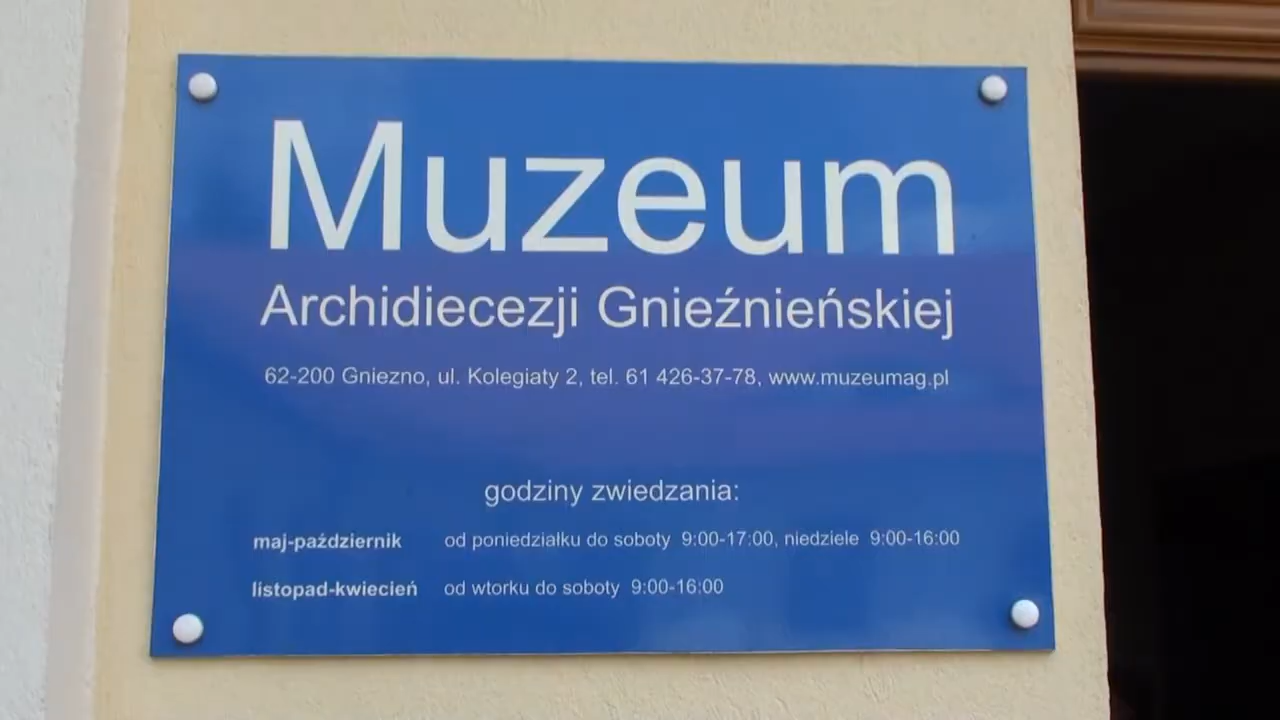 Muzeum
Archidiecezji Gnieźnieńskiej
62-200 Gniezno, ul. Kolegiaty 2, tel. 61 426-37-78, www.muzeumag.pl
godziny zwiedzania:
maj-październik od poniedziałku do soboty 9:00-17:00, niedziele 9:00-16:00
listopad-kwiecień od wtorku do soboty 9:00-16:00